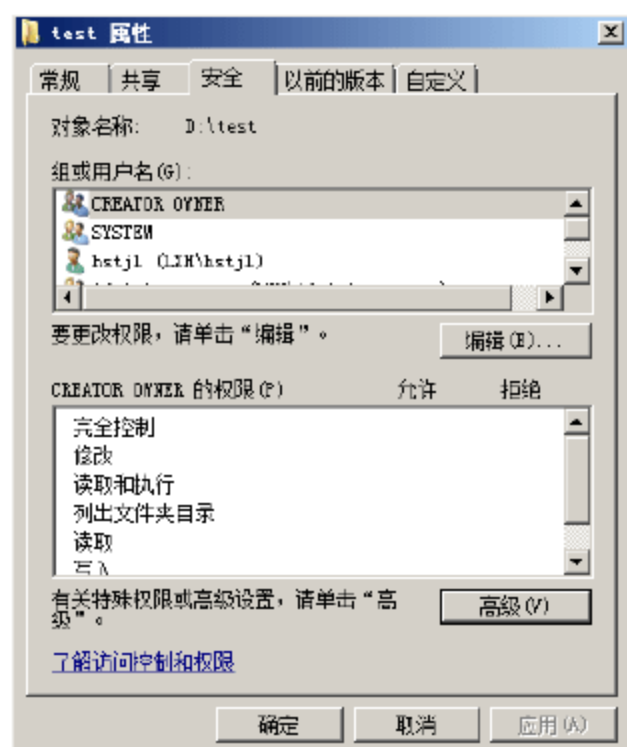 test 属性
常规 共享 安全 以前的版本 自定义
对象名称: D:\test
组或用户名(G):
CREATOR OWNER
SYSTEM
hstjl (LXH\hstjl)
要更改权限，请单击“编辑”。 编辑(E)...
CREATOR OWNER 的权限(P) 允许 拒绝
完全控制
修改
读取和执行
列出文件夹目录
读取
写入
有关特殊权限或高级设置，请单击“高
级”。 高级(V)
了解访问控制和权限
确定 取消 应用(A)